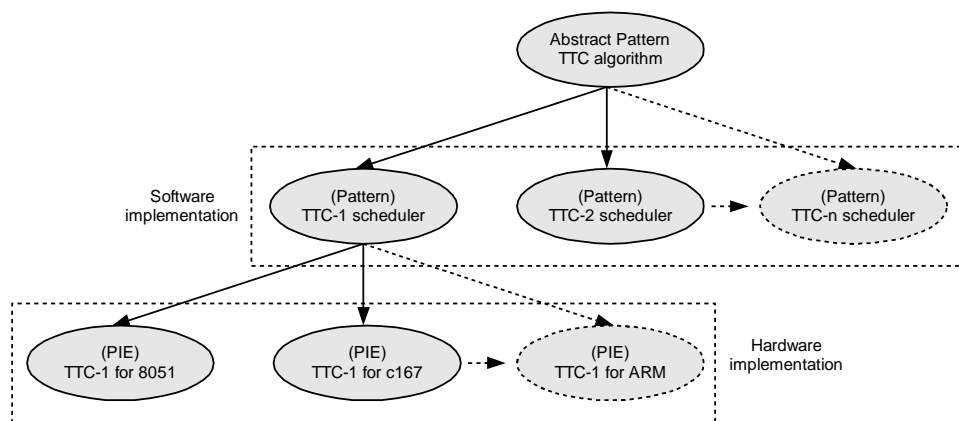 Abstract Pattern
TTC algorithm
Software
implementation
(Pattern)
TTC-1 scheduler
(Pattern)
TTC-2 scheduler
(Pattern)
TTC-n scheduler
(PIE)
TTC-1 for 8051
(PIE)
TTC-1 for c167
(PIE)
TTC-1 for ARM
Hardware
implementation